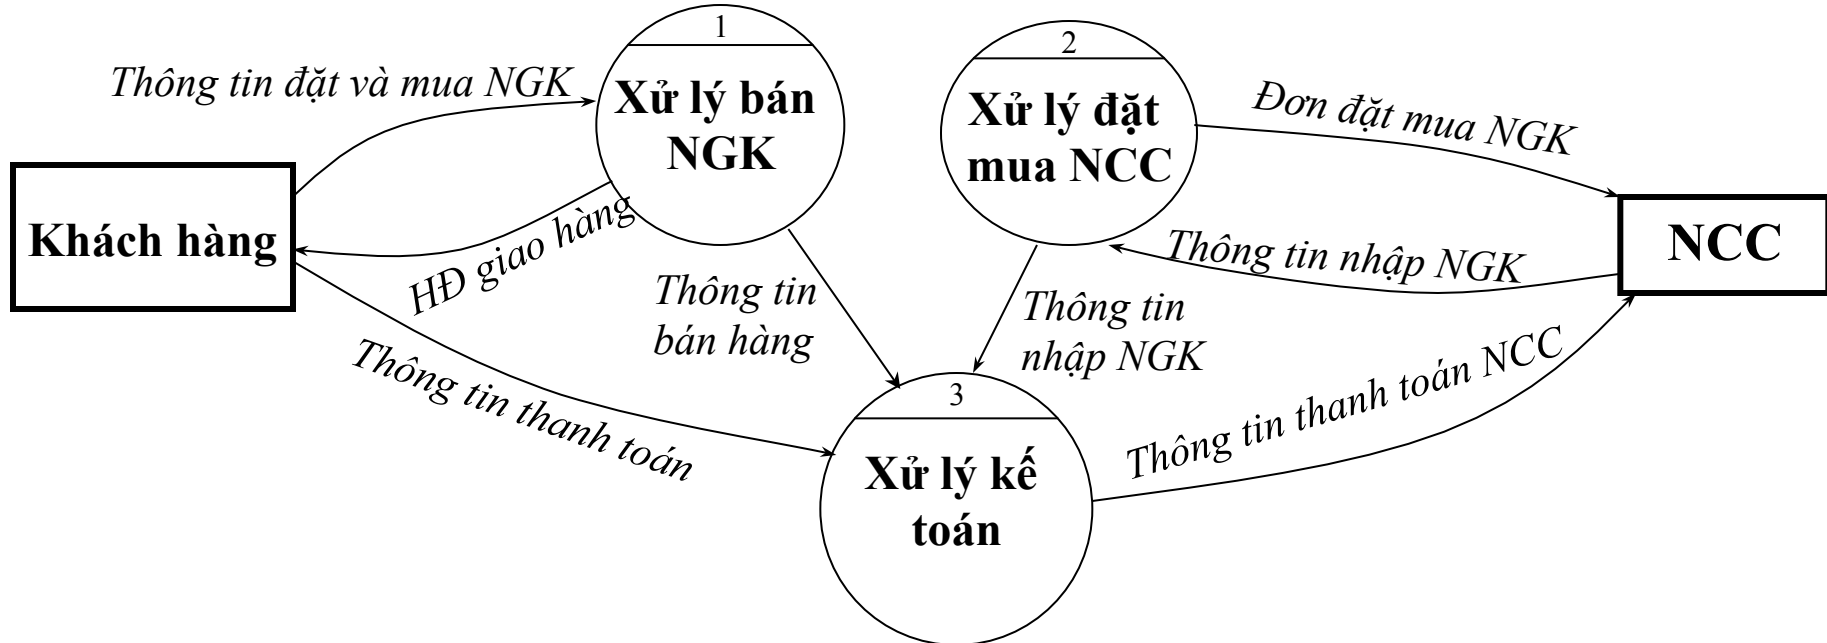 1
Xử lý bán
NGK
2
Xử lý đặt
mua NCC
Thông tin đặt và mua NGK
Đơn đặt mua NGK
Khách hàng
NCC
HĐ giao hàng
Thông tin
bán hàng
Thông tin nhập NGK
Thông tin
nhập NGK
Thông tin thanh toán
Thông tin thanh toán NCC
3
Xử lý kế
toán